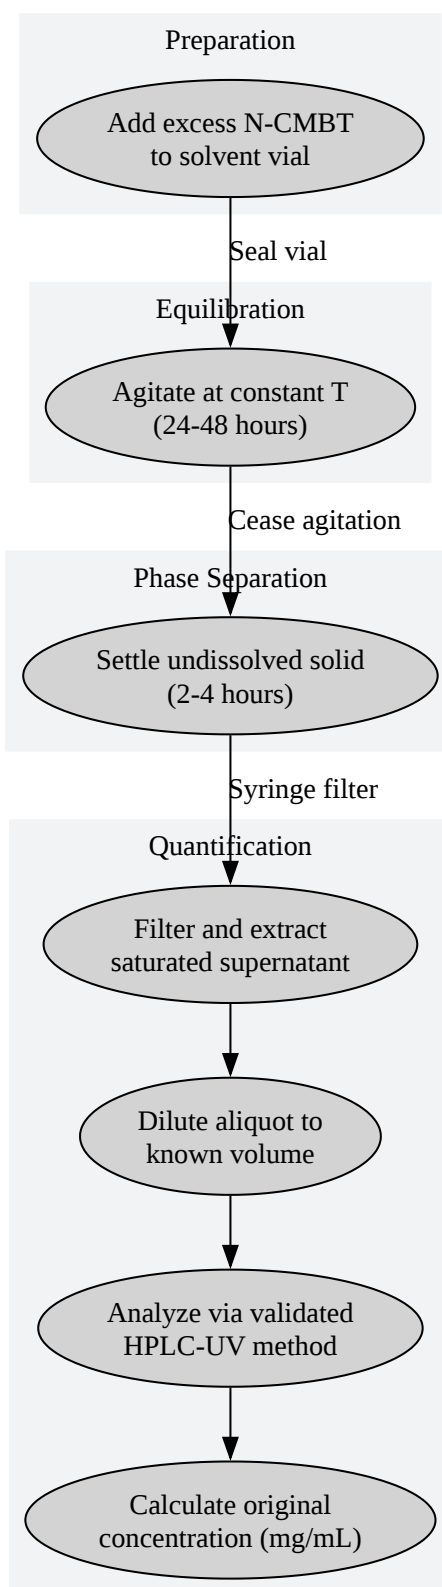 Preparation
Add excess N-CMBT
to solvent vial
Seal vial
Equilibration
Agitate at constant T
(24-48 hours)
Cease agitation
Phase Separation
Settle undissolved solid
(2-4 hours)
Syringe filter
Quantification
Filter and extract
saturated supernatant
Dilute aliquot to
known volume
Analyze via validated
HPLC-UV method
Calculate original
concentration (mg/mL)